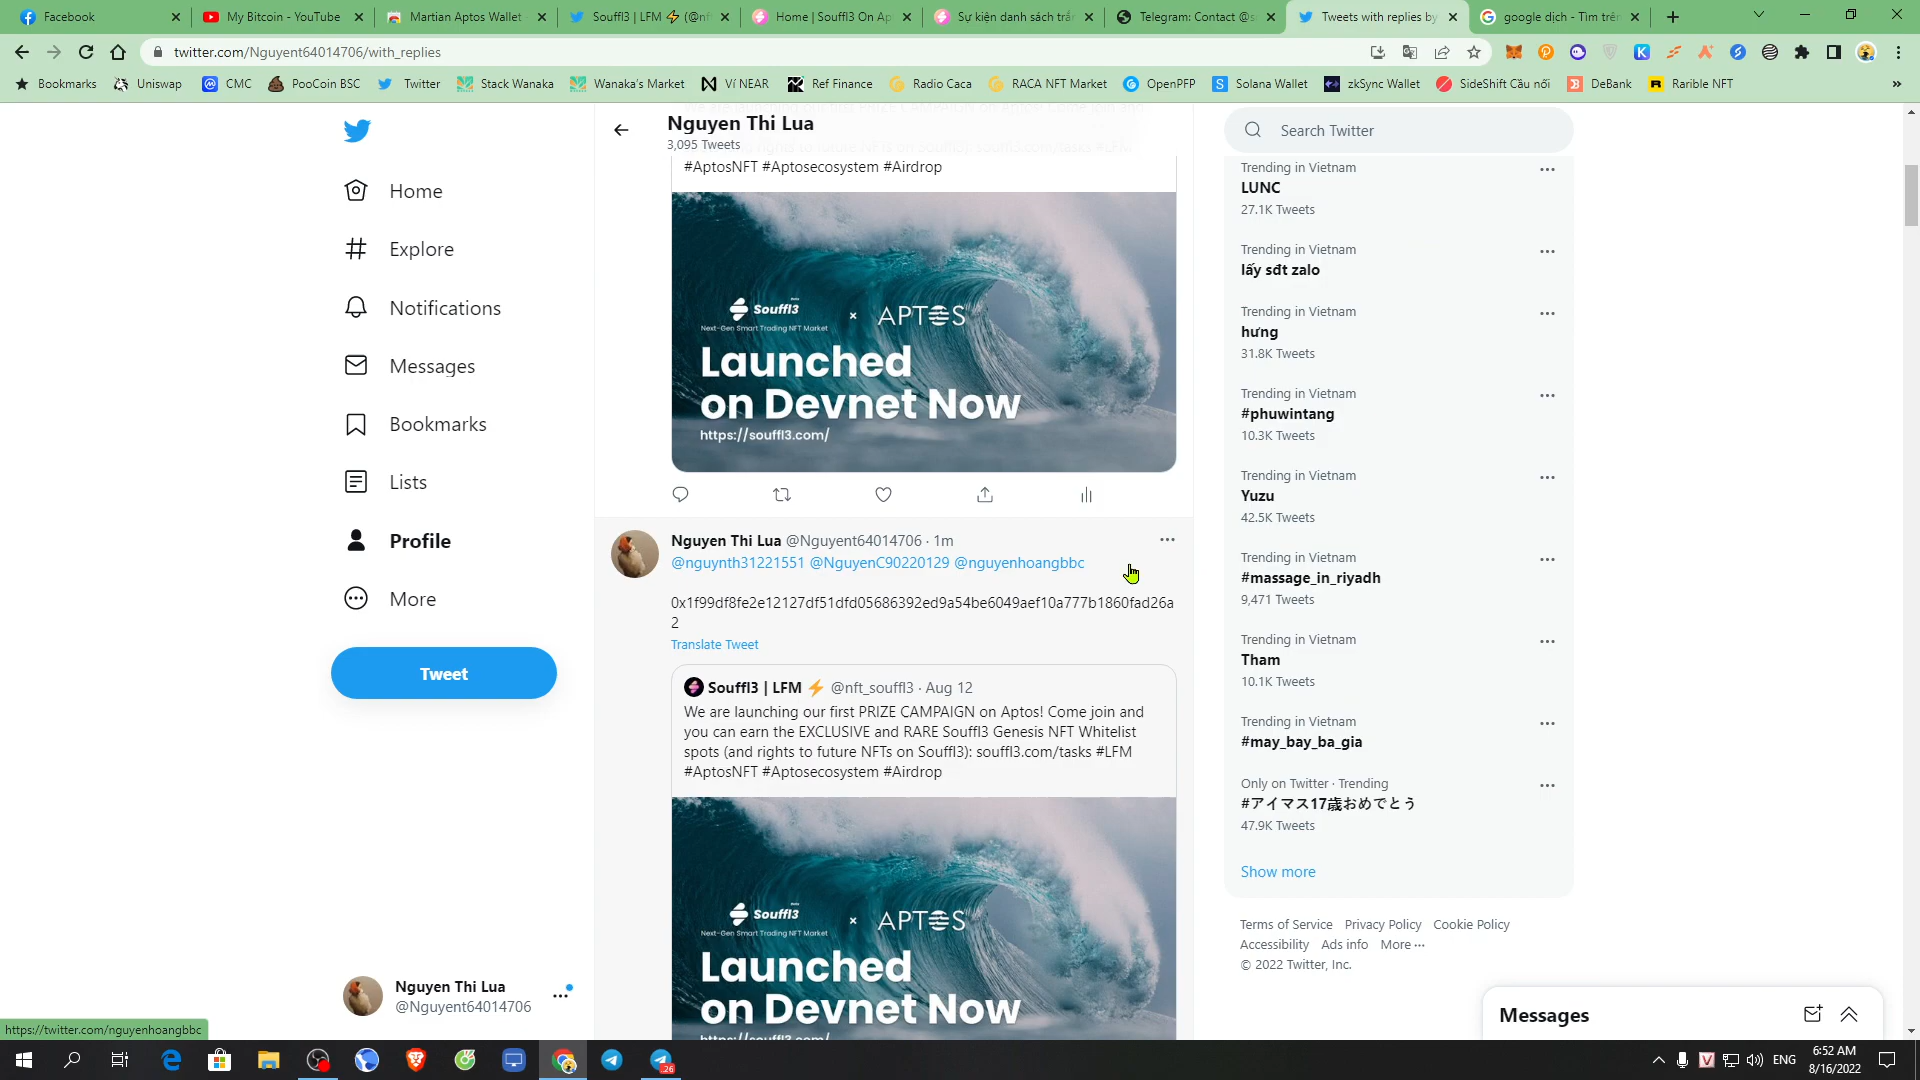 Facebook
My Bitcoin - YouTube
Martian Aptos Wallet
Souffl3 | LFM ⚡ (@nf
Home | Souffl3 On Ap
Sự kiện danh sách trắ
Telegram: Contact @s
Tweets with replies by
google dịch - Tìm trên
twitter.com/Nguyent64014706/with_replies
Bookmarks
Uniswap
CMC
PooCoin BSC
Twitter
Stack Wanaka
Wanaka's Market
Ví NEAR
Ref Finance
Radio Caca
RACA NFT Market
OpenPFP
Solana Wallet
zkSync Wallet
SideShift Cầu nối
DeBank
Rarible NFT
Home
Explore
Notifications
Messages
Bookmarks
Lists
Profile
More
Tweet
Nguyen Thi Lua
@Nguyent64014706
https://twitter.com/nguyenhoangbbc
Nguyen Thi Lua
3,095 Tweets
#AptosNFT #Aptosecosystem #Airdrop
Souffl3 × APTOS
Next-Gen Smart Trading NFT Market
Launched
on Devnet Now
https://souffl3.com/
Nguyen Thi Lua @Nguyent64014706 · 1m
@nguynth31221551 @NguyenC90220129 @nguyenhoangbbc
0x1f99df8fe2e12127df51dfd05686392ed9a54be6049aef10a777b1860fad26a
2
Translate Tweet
Souffl3 | LFM ⚡ @nft_souffl3 · Aug 12
We are launching our first PRIZE CAMPAIGN on Aptos! Come join and
you can earn the EXCLUSIVE and RARE Souffl3 Genesis NFT Whitelist
spots (and rights to future NFTs on Souffl3): souffl3.com/tasks #LFM
#AptosNFT #Aptosecosystem #Airdrop
Souffl3 × APTOS
Next-Gen Smart Trading NFT Market
Launched
on Devnet Now
Search Twitter
Trending in Vietnam
LUNC
27.1K Tweets
Trending in Vietnam
lấy sđt zalo
Trending in Vietnam
hưng
31.8K Tweets
Trending in Vietnam
#phuwintang
10.3K Tweets
Trending in Vietnam
Yuzu
42.5K Tweets
Trending in Vietnam
#massage_in_riyadh
9,471 Tweets
Trending in Vietnam
Tham
10.1K Tweets
Trending in Vietnam
#may_bay_ba_gia
Only on Twitter · Trending
#アイマス17歳おめでとう
47.9K Tweets
Show more
Terms of Service Privacy Policy Cookie Policy
Accessibility Ads info More ···
© 2022 Twitter, Inc.
Messages
26
ENG
6:52 AM
8/16/2022